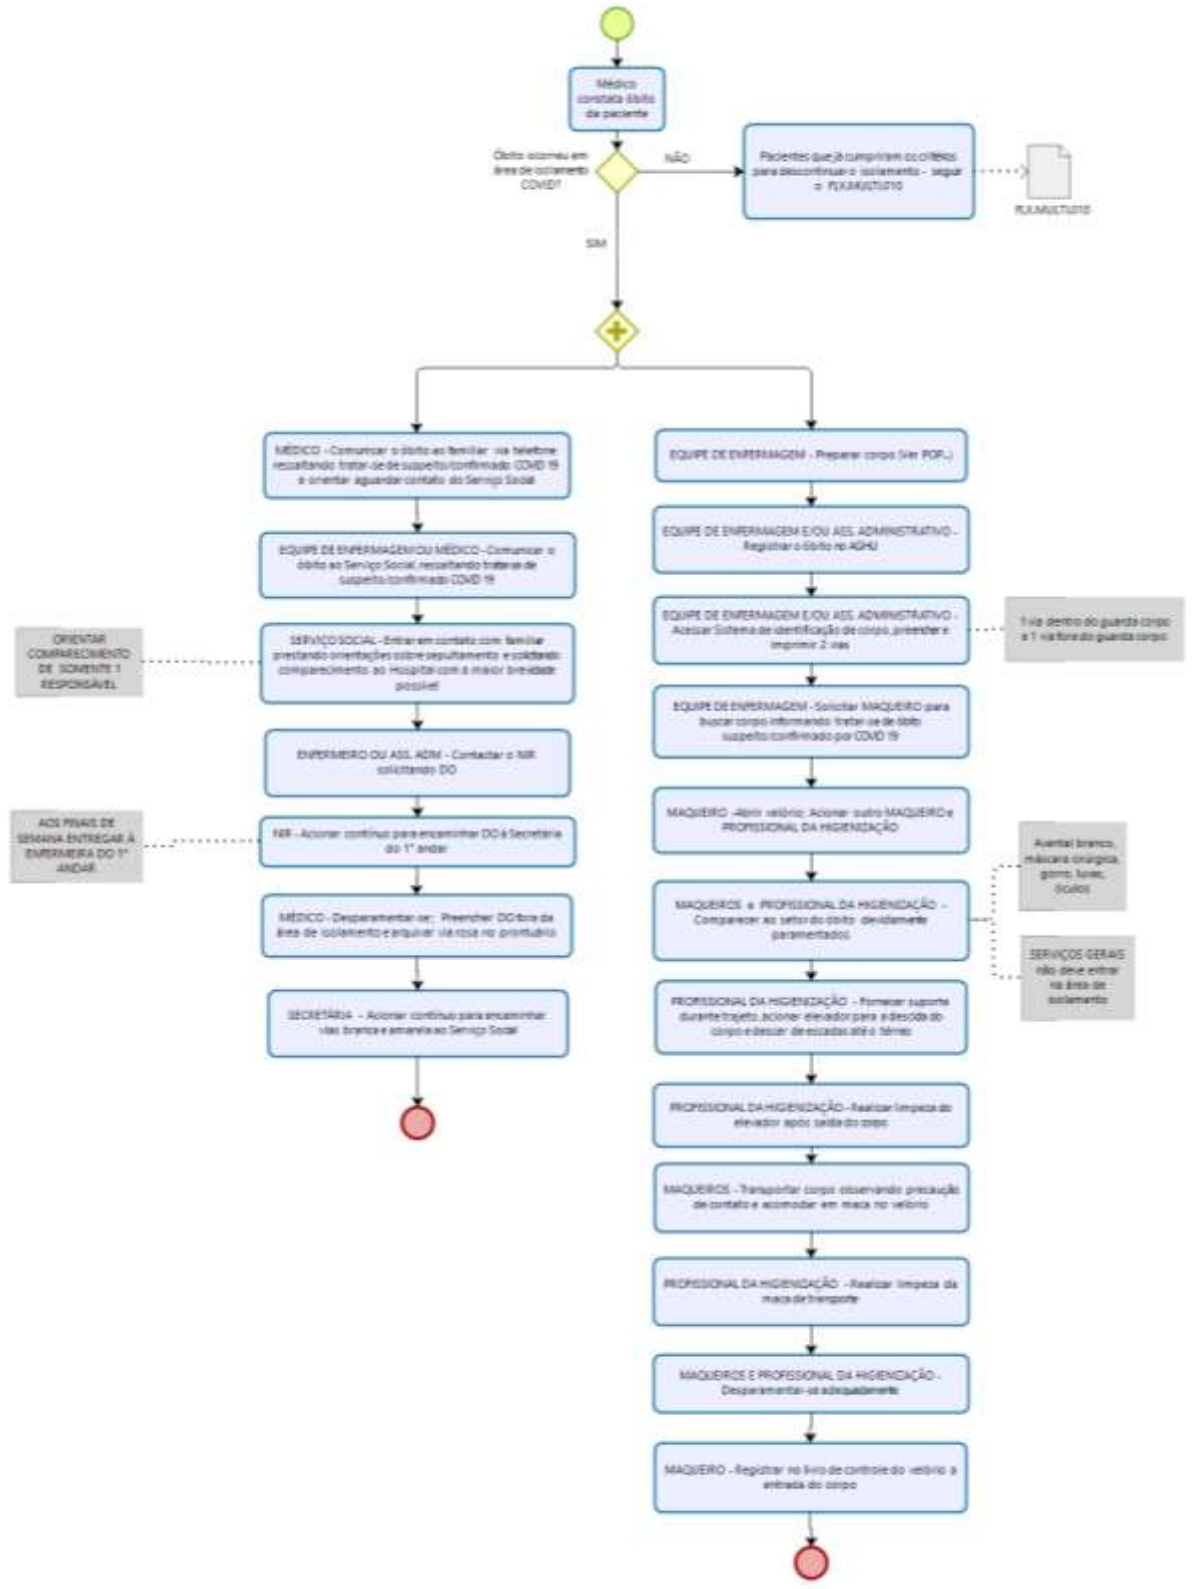 Médico
constata óbito
da paciente
Óbito ocorreu em
área de isolamento
COVID?
NÃO
Pacientes que já cumpriram os critérios
para descontinuar o isolamento - seguir
o FLX.MULTI.010
FLX.MULTI.010
SIM
MÉDICO - Comunicar o óbito ao familiar via telefone
ressaltando tratar-se de suspeito/confirmado COVID 19
e orientar aguardar contato do Serviço Social
EQUIPE DE ENFERMAGEM OU MÉDICO - Comunicar o
óbito ao Serviço Social, ressaltando tratar-se de
suspeito/confirmado COVID 19
ORIENTAR
COMPARECIMENTO
DE SOMENTE 1
RESPONSÁVEL
SERVIÇO SOCIAL - Entrar em contato com familiar
prestando orientações sobre sepultamento e solicitando
comparecimento ao Hospital com a maior brevidade
possível
ENFERMEIRO OU ASS. ADM - Contactar o NIR
solicitando DO
AOS FINAIS DE
SEMANA ENTREGAR À
ENFERMEIRA DO 1º
ANDAR
NIR - Acionar contínuo para encaminhar DO à Secretária
do 1º andar
MÉDICO - Desparamentar-se; Preencher DO fora da
área de isolamento e arquivar via rosa no prontuário
SECRETÁRIA - Acionar contínuo para encaminhar
vias branca e amarela ao Serviço Social
EQUIPE DE ENFERMAGEM - Preparar corpo (Ver POP..)
EQUIPE DE ENFERMAGEM E/OU ASS. ADMINISTRATIVO -
Registrar o óbito no AGHU
EQUIPE DE ENFERMAGEM E/OU ASS. ADMINISTRATIVO -
Acessar Sistema de identificação de corpo, preencher e
imprimir 2 vias
1 via dentro do guarda corpo
e 1 via fora do guarda corpo
EQUIPE DE ENFERMAGEM - Solicitar MAQUEIRO para
buscar corpo informando tratar-se de óbito
suspeito/confirmado por COVID 19
MAQUEIRO - Abrir velório; Acionar outro MAQUEIRO e
PROFISSIONAL DA HIGIENIZAÇÃO
MAQUEIROS e PROFISSIONAL DA HIGIENIZAÇÃO -
Comparecer ao setor do óbito devidamente
paramentados
Avental branco,
máscara cirúrgica,
gorro, luvas,
óculos
SERVIÇOS GERAIS
não deve entrar
na área de
isolamento
PROFISSIONAL DA HIGIENIZAÇÃO - Fornecer suporte
durante trajeto, acionar elevador para a descida do
corpo e descer de escadas até o térreo
PROFISSIONAL DA HIGIENIZAÇÃO - Realizar limpeza do
elevador após saída do corpo
MAQUEIROS - Transportar corpo observando precaução
de contato e acomodar em maca no velório
PROFISSIONAL DA HIGIENIZAÇÃO - Realizar limpeza da
maca de transporte
MAQUEIROS E PROFISSIONAL DA HIGIENIZAÇÃO -
Desparamentar-se adequadamente
MAQUEIRO - Registrar no livro de controle do velório a
entrada do corpo